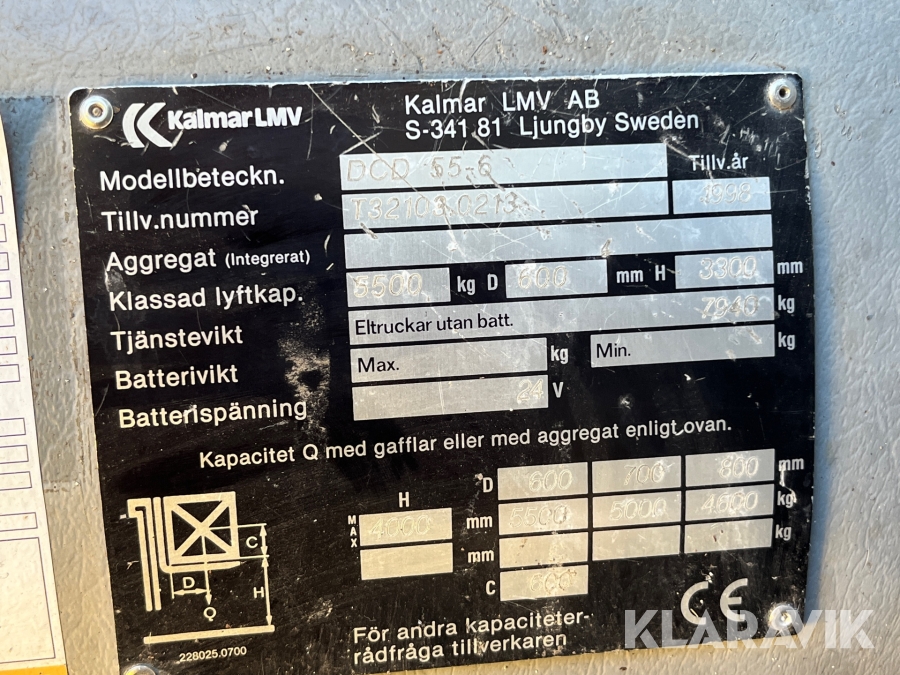 Kalmar LMV
Kalmar LMV AB
S-341 81 Ljungby Sweden
Modellbeteckn. DCD 55-6 Tillv.år
Tillv.nummer 1998
Aggregat (Integrerat)
Klassad lyftkap. 5500 kg D 600 mm H 3300 mm
Tjänstevikt Eltruckar utan batt. kg
Batterivikt Max. kg Min. kg
Batterispänning 24 V
Kapacitet Q med gafflar eller med aggregat enligt ovan.
H D 600 700 mm
MAX mm 5500 5000 kg
mm kg
C 600
C
D H
Q
228025.0700
För andra kapaciteter-
rådfråga tillverkaren
CE
KLARAVIK